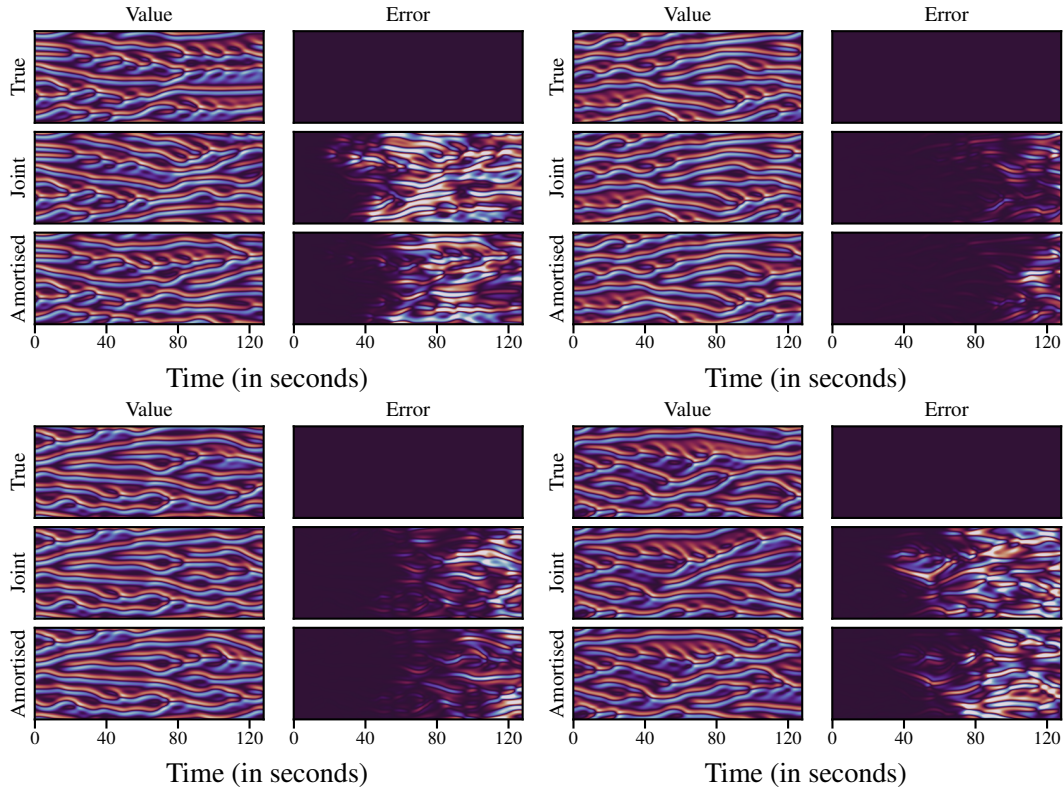 Value Error Value Error
True True
Joint Joint
Amortised Amortised
0 40 80 120 0 40 80 120 0 40 80 120 0 40 80 120
Time (in seconds) Time (in seconds)
Value Error Value Error
True True
Joint Joint
Amortised Amortised
0 40 80 120 0 40 80 120 0 40 80 120 0 40 80 120
Time (in seconds) Time (in seconds)